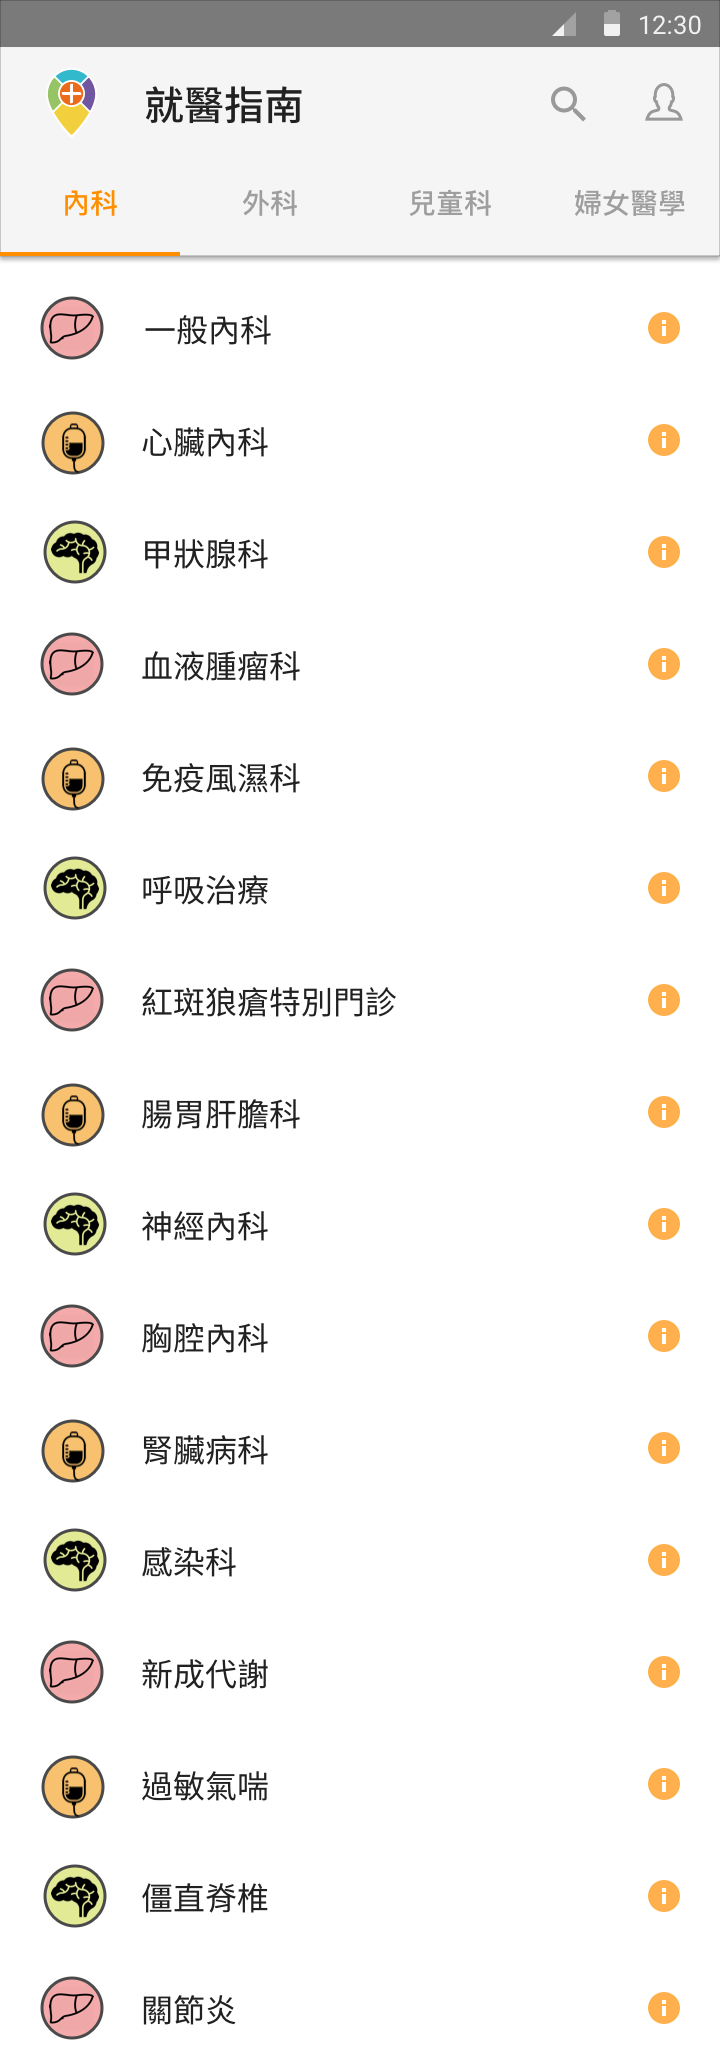 12:30
就醫指南
內科 外科 兒童科 婦女醫學
一般內科
心臟內科
甲狀腺科
血液腫瘤科
免疫風濕科
呼吸治療
紅斑狼瘡特別門診
腸胃肝膽科
神經內科
胸腔內科
腎臟病科
感染科
新成代謝
過敏氣喘
僵直脊椎
關節炎